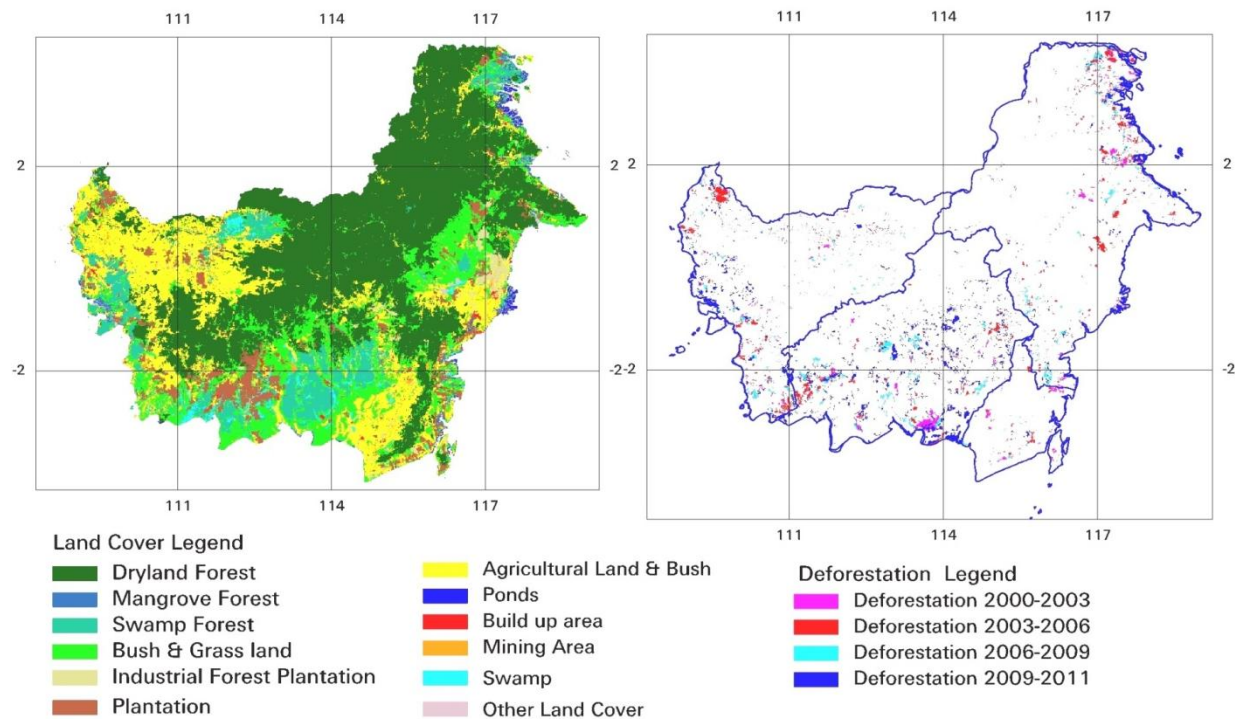 111 114 117
111 114 117
2
2 2
2
-2
-2 -2
2
111 114 117
111 114 117
Land Cover Legend
Dryland Forest
Mangrove Forest
Swamp Forest
Bush & Grass land
Industrial Forest Plantation
Plantation
Agricultural Land & Bush
Ponds
Build up area
Mining Area
Swamp
Other Land Cover
Deforestation Legend
Deforestation 2000-2003
Deforestation 2003-2006
Deforestation 2006-2009
Deforestation 2009-2011